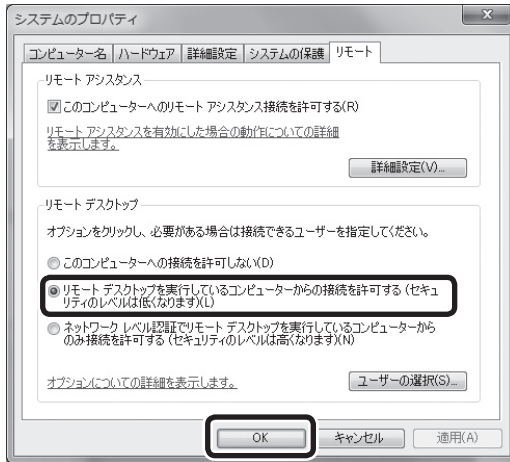 システムのプロパティ
コンピューター名 ハードウェア 詳細設定 システムの保護 リモート
リモート アシスタンス
このコンピューターへのリモート アシスタンス接続を許可する(R)
リモート アシスタンスを有効にした場合の動作についての詳細
を表示します。
詳細設定(V)...
リモート デスクトップ
オプションをクリックし、必要がある場合は接続できるユーザーを指定してください。
このコンピューターへの接続を許可しない(D)
リモート デスクトップを実行しているコンピューターからの接続を許可する (セキュ
リティのレベルは低くなります)(L)
ネットワーク レベル認証でリモート デスクトップを実行しているコンピューターから
のみ接続を許可する (セキュリティのレベルは高くなります)(N)
オプションについての詳細を表示します。
ユーザーの選択(S)...
OK キャンセル 適用(A)